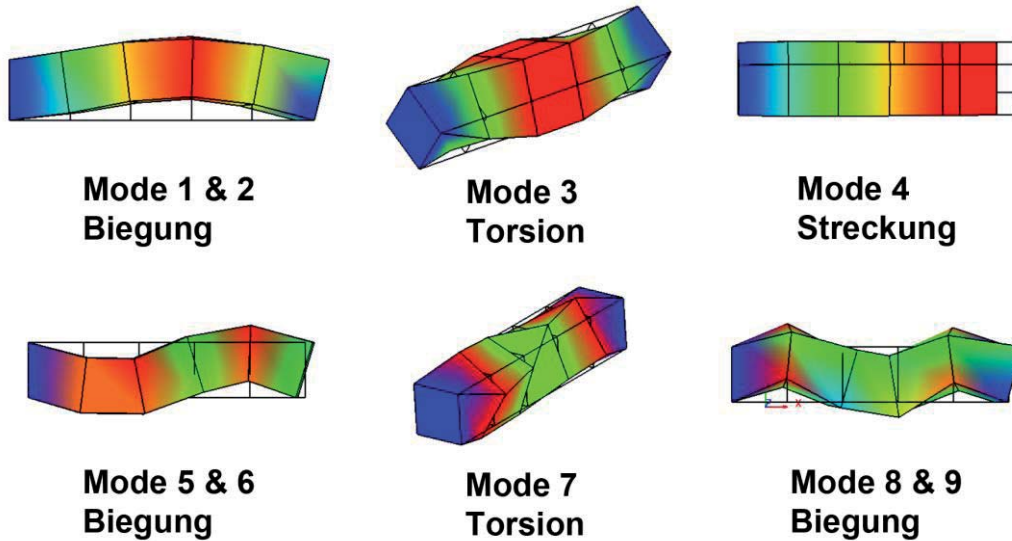 Mode 1 & 2
Biegung
Mode 3
Torsion
Mode 4
Streckung
Mode 5 & 6
Biegung
Mode 7
Torsion
Z X
Mode 8 & 9
Biegung